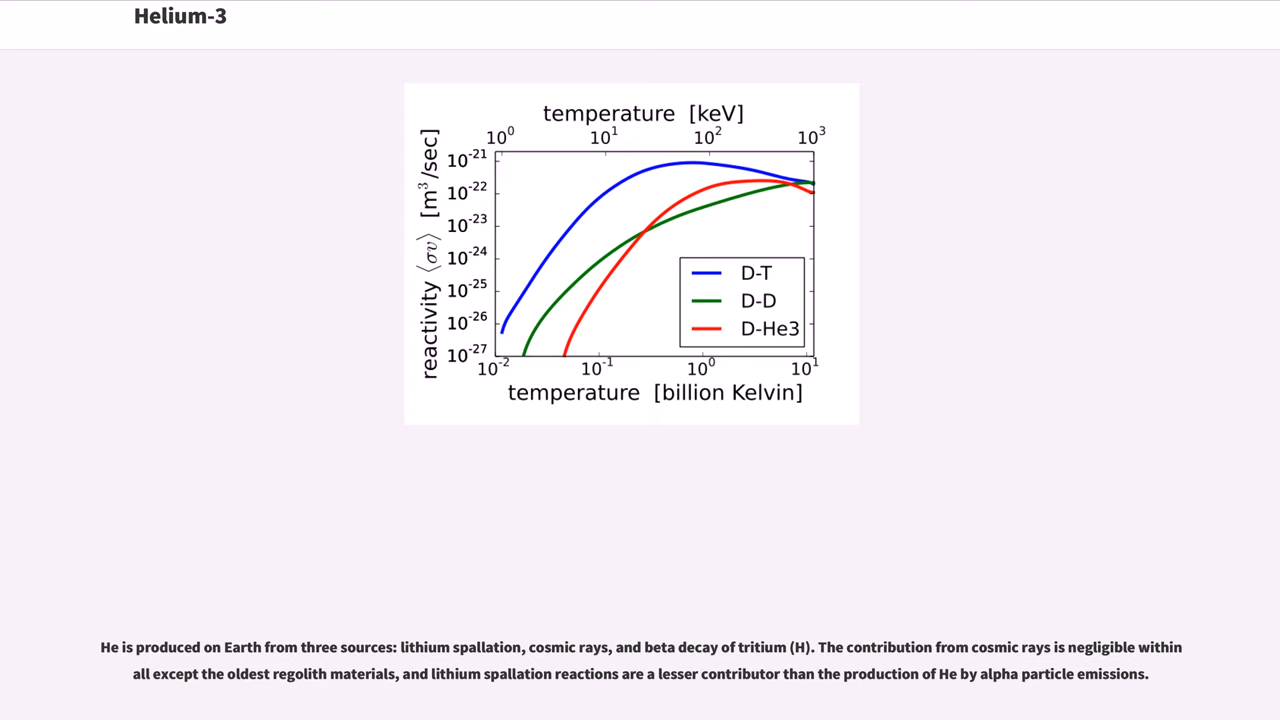 Helium-3
temperature [keV]
10⁰ 10¹ 10² 10³
reactivity ⟨σv⟩ [m³/sec]
10⁻²¹
10⁻²²
10⁻²³
10⁻²⁴
10⁻²⁵
10⁻²⁶
10⁻²⁷
D-T
D-D
D-He3
10⁻² 10⁻¹ 10⁰ 10¹
temperature [billion Kelvin]
He is produced on Earth from three sources: lithium spallation, cosmic rays, and beta decay of tritium (H). The contribution from cosmic rays is negligible within
all except the oldest regolith materials, and lithium spallation reactions are a lesser contributor than the production of He by alpha particle emissions.